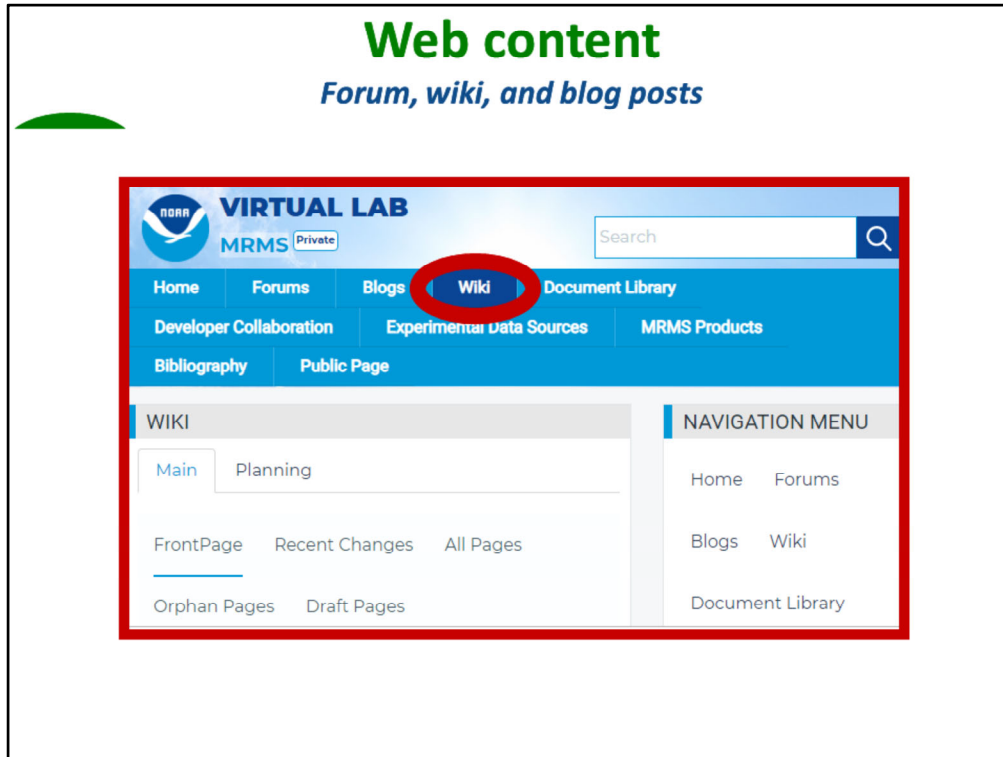 Web content
Forum, wiki, and blog posts
NOAA
VIRTUAL LAB
MRMS Private
Search
Home Forums Blogs Wiki Document Library
Developer Collaboration Experimental Data Sources MRMS Products
Bibliography Public Page
WIKI
NAVIGATION MENU
Main Planning
Home Forums
FrontPage Recent Changes All Pages
Blogs Wiki
Orphan Pages Draft Pages
Document Library